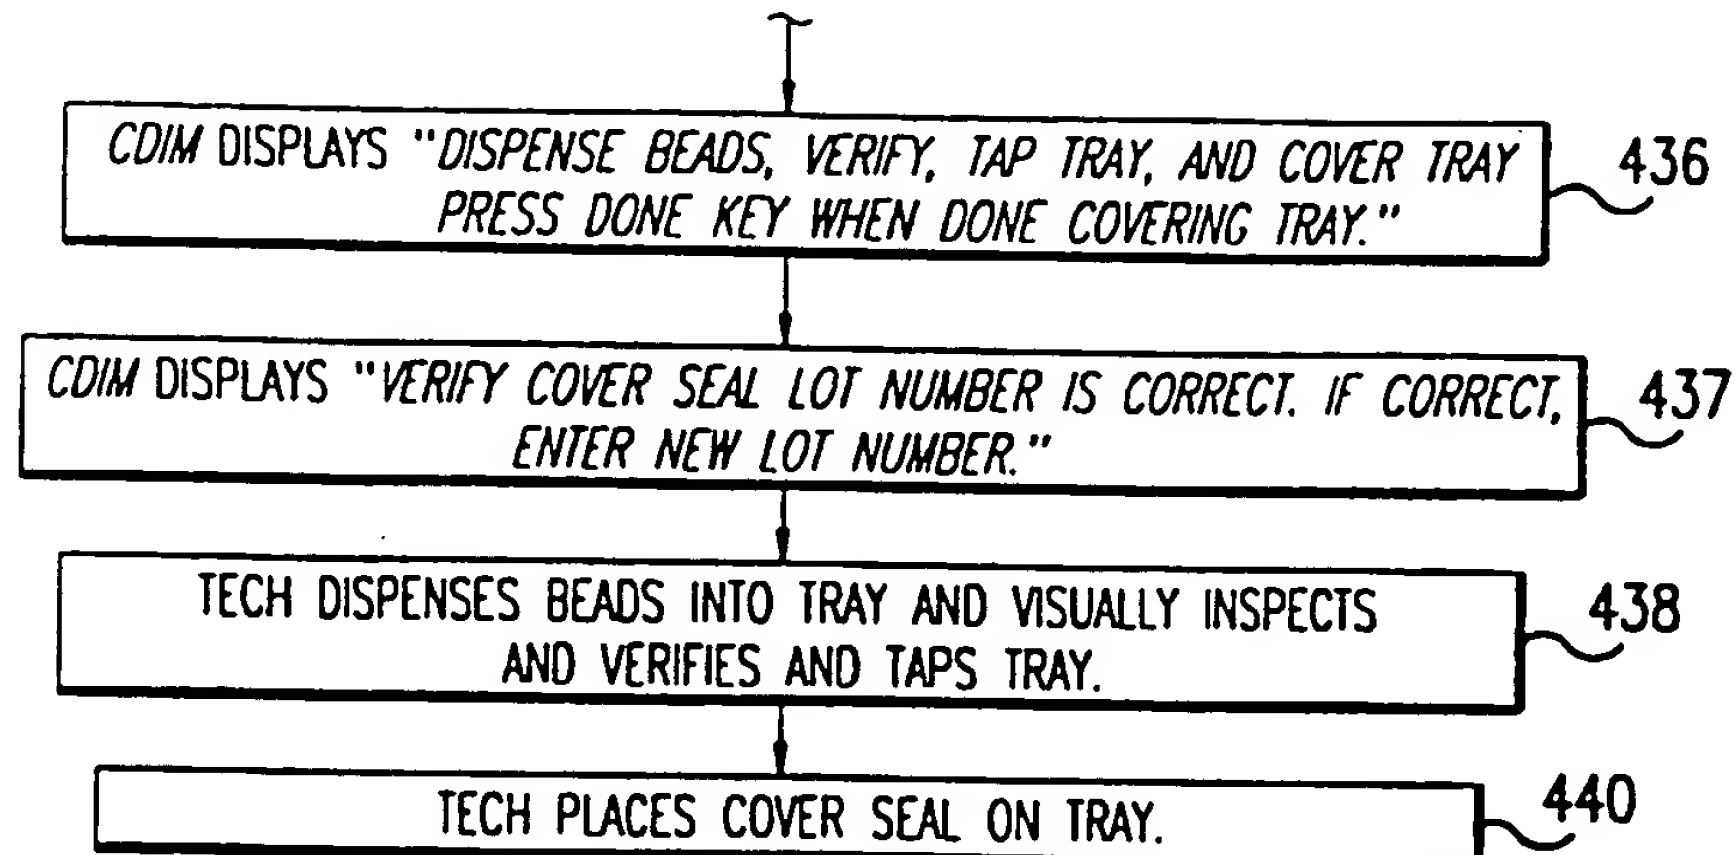 CDIM DISPLAYS "DISPENSE BEADS, VERIFY, TAP TRAY, AND COVER TRAY
PRESS DONE KEY WHEN DONE COVERING TRAY."
436
CDIM DISPLAYS "VERIFY COVER SEAL LOT NUMBER IS CORRECT. IF CORRECT,
ENTER NEW LOT NUMBER."
437
TECH DISPENSES BEADS INTO TRAY AND VISUALLY INSPECTS
AND VERIFIES AND TAPS TRAY.
438
TECH PLACES COVER SEAL ON TRAY.
440